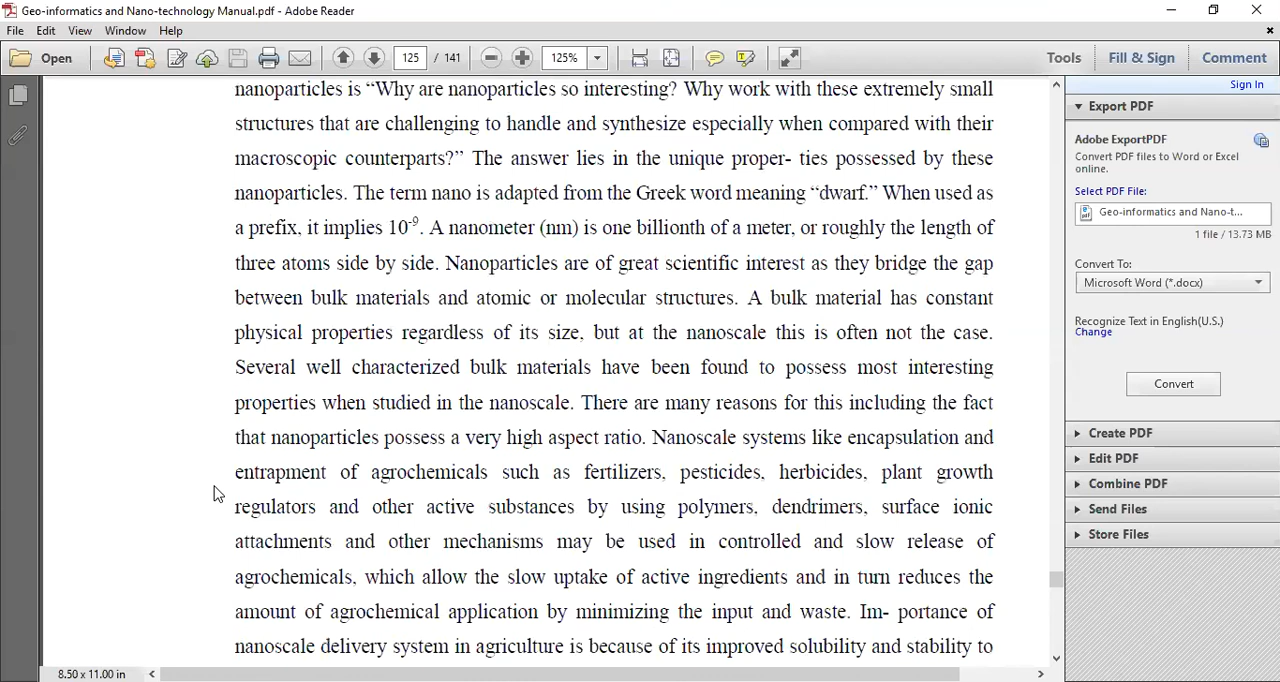 Geo-informatics and Nano-technology Manual.pdf - Adobe Reader
File Edit View Window Help
Open 125 / 141 125% Tools Fill & Sign Comment
Sign In
nanoparticles is “Why are nanoparticles so interesting? Why work with these extremely small
structures that are challenging to handle and synthesize especially when compared with their
macroscopic counterparts?” The answer lies in the unique proper- ties possessed by these
nanoparticles. The term nano is adapted from the Greek word meaning “dwarf.” When used as
a prefix, it implies 10⁻⁹. A nanometer (nm) is one billionth of a meter, or roughly the length of
three atoms side by side. Nanoparticles are of great scientific interest as they bridge the gap
between bulk materials and atomic or molecular structures. A bulk material has constant
physical properties regardless of its size, but at the nanoscale this is often not the case.
Several well characterized bulk materials have been found to possess most interesting
properties when studied in the nanoscale. There are many reasons for this including the fact
that nanoparticles possess a very high aspect ratio. Nanoscale systems like encapsulation and
entrapment of agrochemicals such as fertilizers, pesticides, herbicides, plant growth
regulators and other active substances by using polymers, dendrimers, surface ionic
attachments and other mechanisms may be used in controlled and slow release of
agrochemicals, which allow the slow uptake of active ingredients and in turn reduces the
amount of agrochemical application by minimizing the input and waste. Im- portance of
nanoscale delivery system in agriculture is because of its improved solubility and stability to
8.50 x 11.00 in
Export PDF
Adobe ExportPDF
Convert PDF files to Word or Excel
online.
Select PDF File:
Geo-informatics and Nano-t...
1 file / 13.73 MB
Convert To:
Microsoft Word (*.docx)
Recognize Text in English(U.S.)
Change
Convert
Create PDF
Edit PDF
Combine PDF
Send Files
Store Files